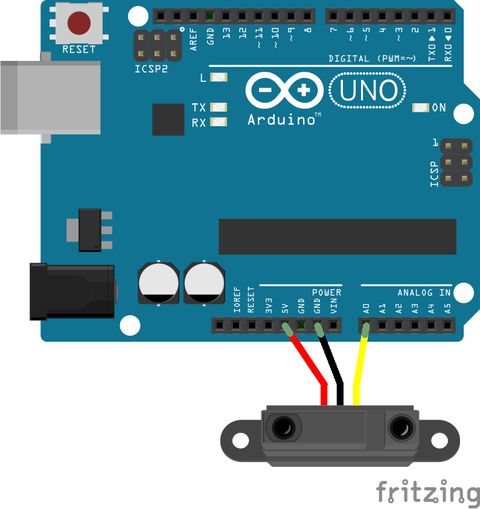 RESET
ICSP2
AREF
GND
13
12
~11
~10
~9
8
7
~6
~5
4
~3
2
TXD▶1
RXD◀0
DIGITAL (PWM=~)
L
TX
RX
Arduino™
UNO
ON
1
ICSP
POWER
ANALOG IN
IOREF
RESET
3V3
5V
GND
GND
VIN
A0
A1
A2
A3
A4
A5
fritzing